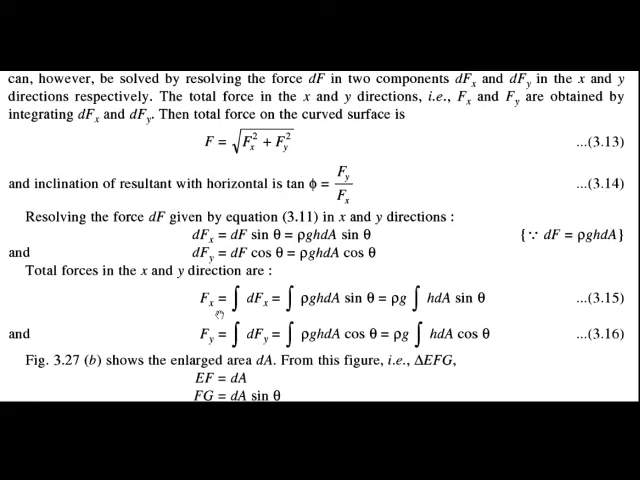 can, however, be solved by resolving the force dF in two components dFx and dFy in the x and y
directions respectively. The total force in the x and y directions, i.e., Fx and Fy are obtained by
integrating dFx and dFy. Then total force on the curved surface is
F = √(Fx² + Fy²) ...(3.13)
and inclination of resultant with horizontal is tan ϕ = Fy/Fx ...(3.14)
Resolving the force dF given by equation (3.11) in x and y directions :
dFx = dF sin θ = ρghdA sin θ {∵ dF = ρghdA}
and dFy = dF cos θ = ρghdA cos θ
Total forces in the x and y direction are :
Fx = ∫ dFx = ∫ ρghdA sin θ = ρg ∫ hdA sin θ ...(3.15)
and Fy = ∫ dFy = ∫ ρghdA cos θ = ρg ∫ hdA cos θ ...(3.16)
Fig. 3.27 (b) shows the enlarged area dA. From this figure, i.e., ΔEFG,
EF = dA
FG = dA sin θ